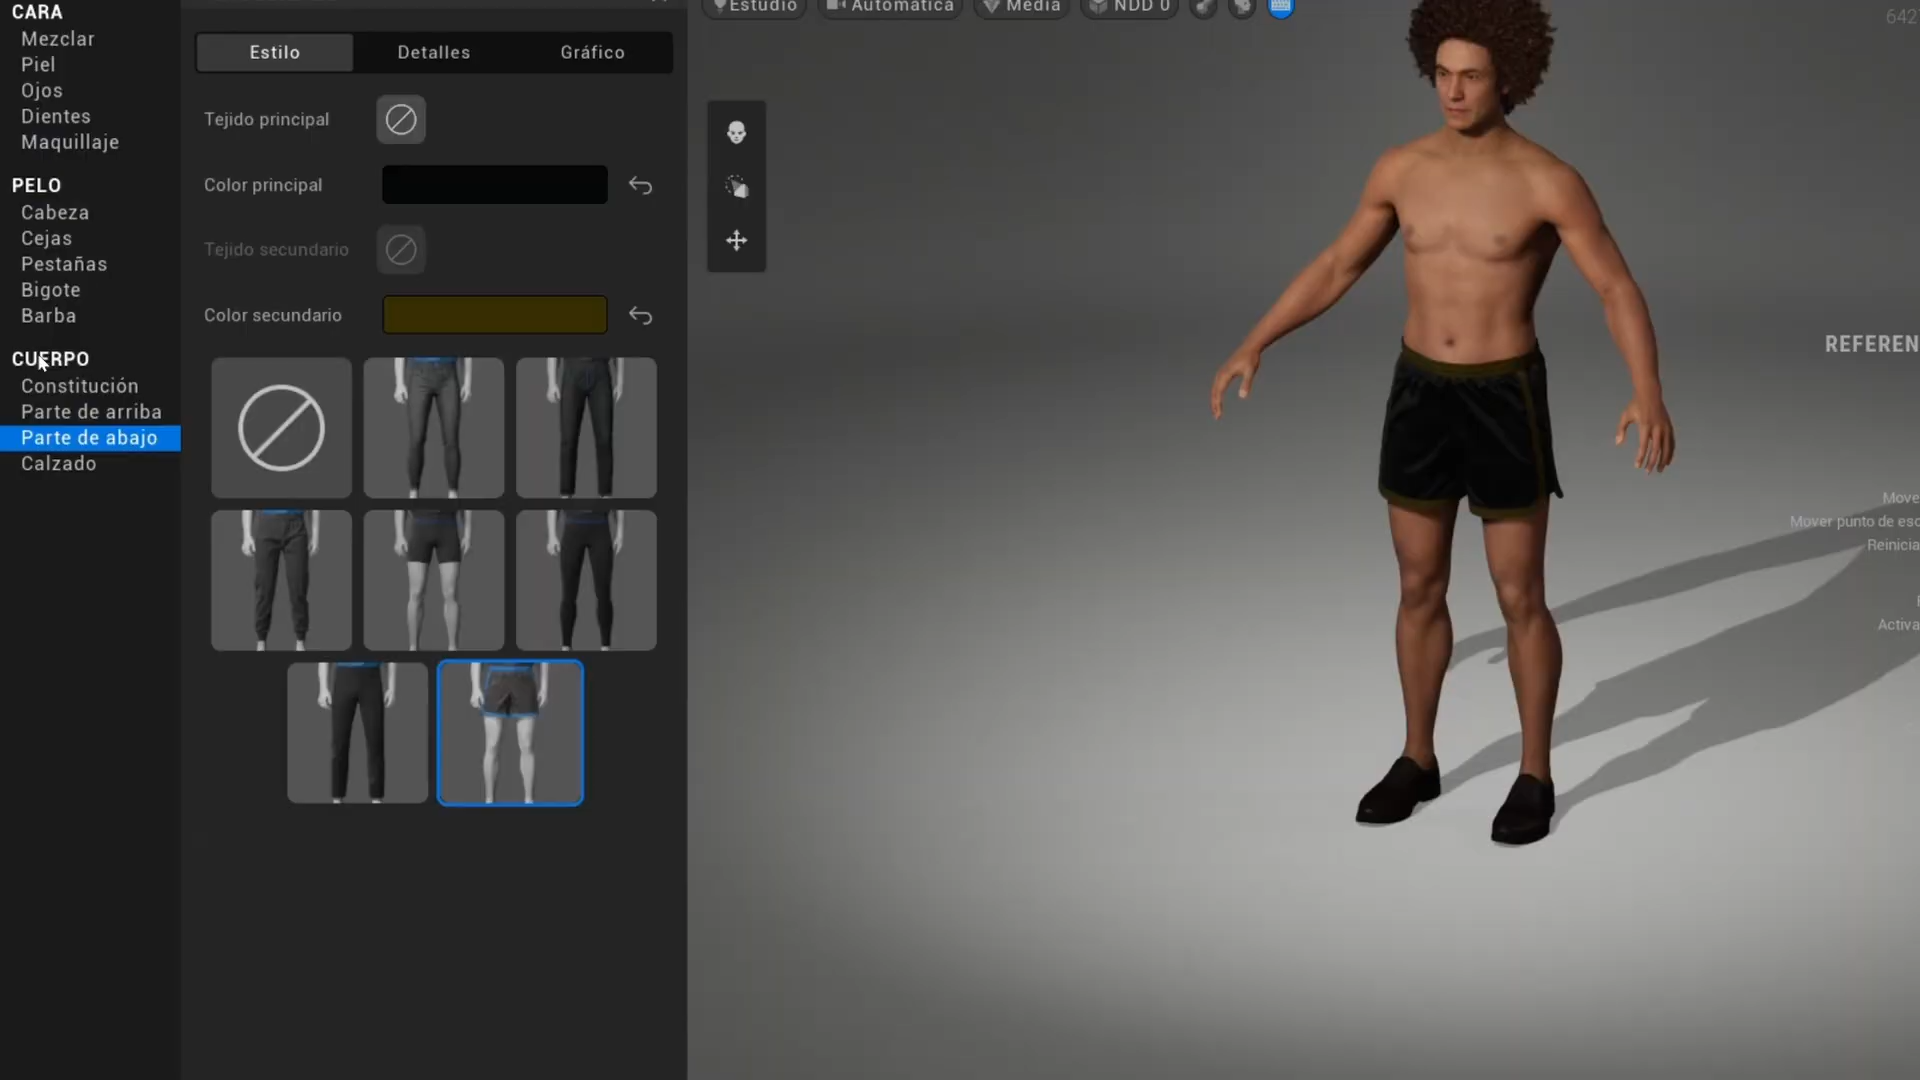 CARA
Mezclar
Piel
Ojos
Dientes
Maquillaje
PELO
Cabeza
Cejas
Pestañas
Bigote
Barba
CUERPO
Constitución
Parte de arriba
Parte de abajo
Calzado
Estilo
Detalles
Gráfico
Tejido principal
Color principal
Tejido secundario
Color secundario
Estudio
Automática
Media
NDD 0
642
REFEREN
Move
Mover punto de esc
Reinicia
Activa